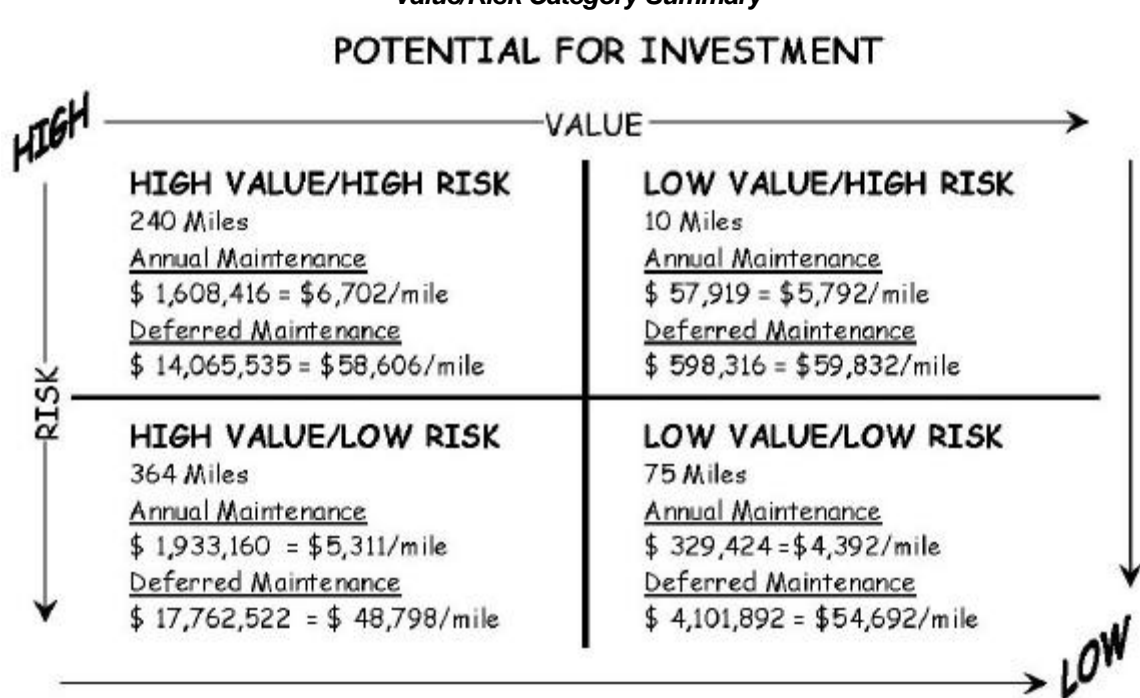 Value/Risk Category Summary
POTENTIAL FOR INVESTMENT
HIGH
VALUE
HIGH VALUE/HIGH RISK
240 Miles
Annual Maintenance
$ 1,608,416 = $6,702/mile
Deferred Maintenance
$ 14,065,535 = $58,606/mile
LOW VALUE/HIGH RISK
10 Miles
Annual Maintenance
$ 57,919 = $5,792/mile
Deferred Maintenance
$ 598,316 = $59,832/mile
RISK
HIGH VALUE/LOW RISK
364 Miles
Annual Maintenance
$ 1,933,160 = $5,311/mile
Deferred Maintenance
$ 17,762,522 = $ 48,798/mile
LOW VALUE/LOW RISK
75 Miles
Annual Maintenance
$ 329,424 =$4,392/mile
Deferred Maintenance
$ 4,101,892 = $54,692/mile
LOW